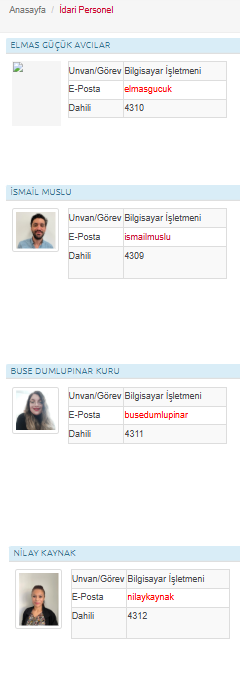 Anasayfa / İdari Personel
ELMAS GÜÇÜK AVCILAR
Unvan/Görev Bilgisayar İşletmeni
E-Posta elmasgucuk
Dahili 4310
İSMAİL MUSLU
Unvan/Görev Bilgisayar İşletmeni
E-Posta ismailmuslu
Dahili 4309
BUSE DUMLUPINAR KURU
Unvan/Görev Bilgisayar İşletmeni
E-Posta busedumlupinar
Dahili 4311
NİLAY KAYNAK
Unvan/Görev Bilgisayar İşletmeni
E-Posta nilaykaynak
Dahili 4312